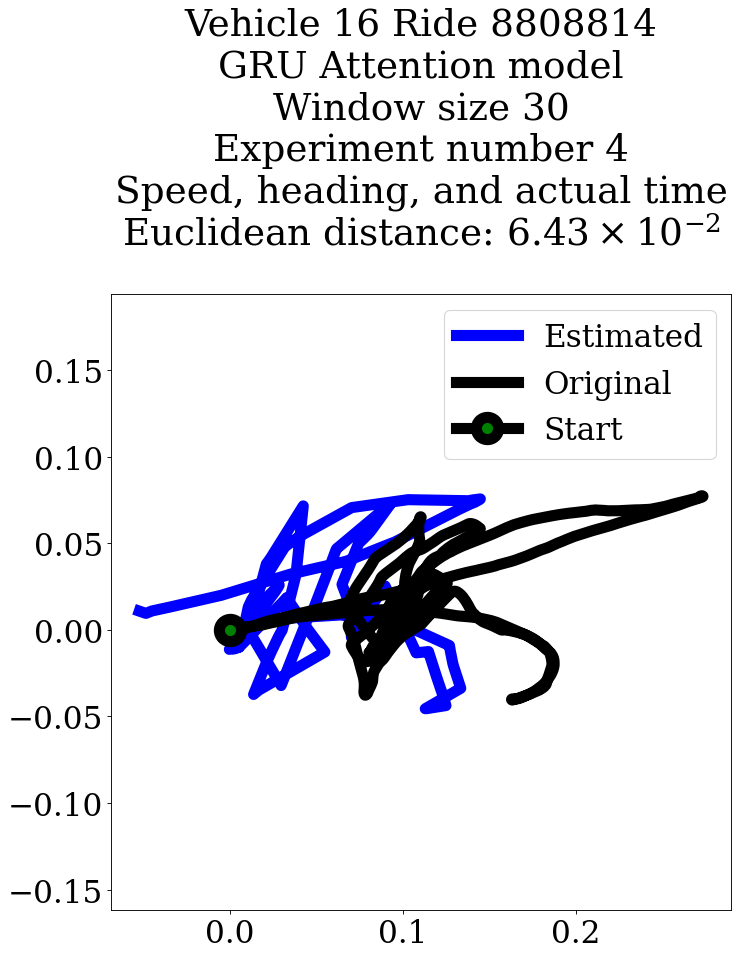 Vehicle 16 Ride 8808814
GRU Attention model
Window size 30
Experiment number 4
Speed, heading, and actual time
Euclidean distance: 6.43 × 10⁻²
Estimated
Original
Start
0.15
0.10
0.05
0.00
−0.05
−0.10
−0.15
0.0 0.1 0.2